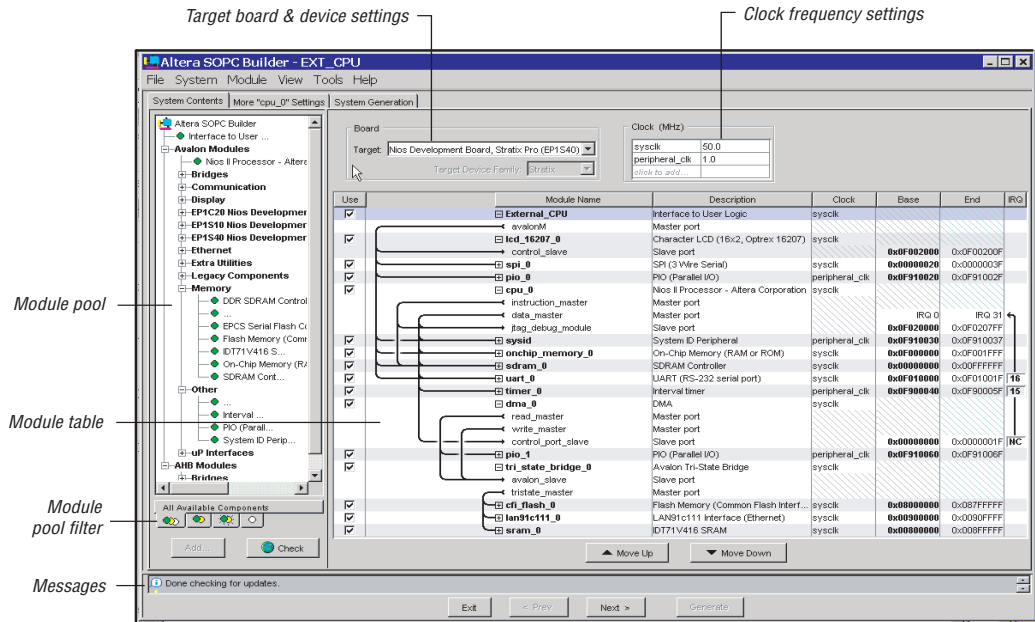 Target board & device settings
Clock frequency settings
Altera SOPC Builder - EXT_CPU
File System Module View Tools Help
System Contents More "cpu_0" Settings System Generation
Altera SOPC Builder
Interface to User ...
Avalon Modules
Nios II Processor - Altera
Bridges
Communication
Display
EP1C20 Nios Developmer
EP1S10 Nios Developmer
EP1S40 Nios Developmer
Ethernet
Extra Utilities
Legacy Components
Memory
DDR SDRAM Control
...
EPCS Serial Flash Co
Flash Memory (Comm
IDT71V416 S...
On-Chip Memory (RA
SDRAM Cont...
Other
...
Interval ...
PIO (Parall...
System ID Perip...
uP Interfaces
AHB Modules
Bridges
All Available Components
Add...
Check
Board
Target: Nios Development Board, Stratix Pro (EP1S40)
Target Device Family: Stratix
Clock (MHz)
sysclk 50.0
peripheral_clk 1.0
click to add...
Use Module Name Description Clock Base End IRQ
External_CPU Interface to User Logic sysclk
avalonM Master port
lcd_16207_0 Character LCD (16x2, Optrex 16207) sysclk
control_slave Slave port 0x0F002000 0x0F00200F
spi_0 SPI (3 Wire Serial) sysclk 0x00000020 0x0000003F
pio_0 PIO (Parallel I/O) peripheral_clk 0x0F910020 0x0F91002F
cpu_0 Nios II Processor - Altera Corporation sysclk
instruction_master Master port
data_master Master port IRQ 0 IRQ 31
jtag_debug_module Slave port 0x0F020000 0x0F0207FF
sysid System ID Peripheral peripheral_clk 0x0F910030 0x0F910037
onchip_memory_0 On-Chip Memory (RAM or ROM) sysclk 0x0F000000 0x0F001FFF
sdram_0 SDRAM Controller sysclk 0x00000000 0x00FFFFFF
uart_0 UART (RS-232 serial port) sysclk 0x0F010000 0x0F01001F 16
timer_0 Interval timer peripheral_clk 0x0F900040 0x0F90005F 15
dma_0 DMA sysclk
read_master Master port
write_master Master port
control_port_slave Slave port 0x00000000 0x0000001F NC
pio_1 PIO (Parallel I/O) peripheral_clk 0x0F910060 0x0F91006F
tri_state_bridge_0 Avalon Tri-State Bridge sysclk
avalon_slave Slave port
tristate_master Master port
cfi_flash_0 Flash Memory (Common Flash Interf... sysclk 0x08000000 0x087FFFFF
lan91c111_0 LAN91c111 Interface (Ethernet) sysclk 0x00900000 0x0090FFFF
sram_0 IDT71V416 SRAM sysclk 0x00800000 0x008FFFFF
Move Up
Move Down
Done checking for updates.
Exit
< Prev
Next >
Generate
Module pool
Module table
Module
pool filter
Messages